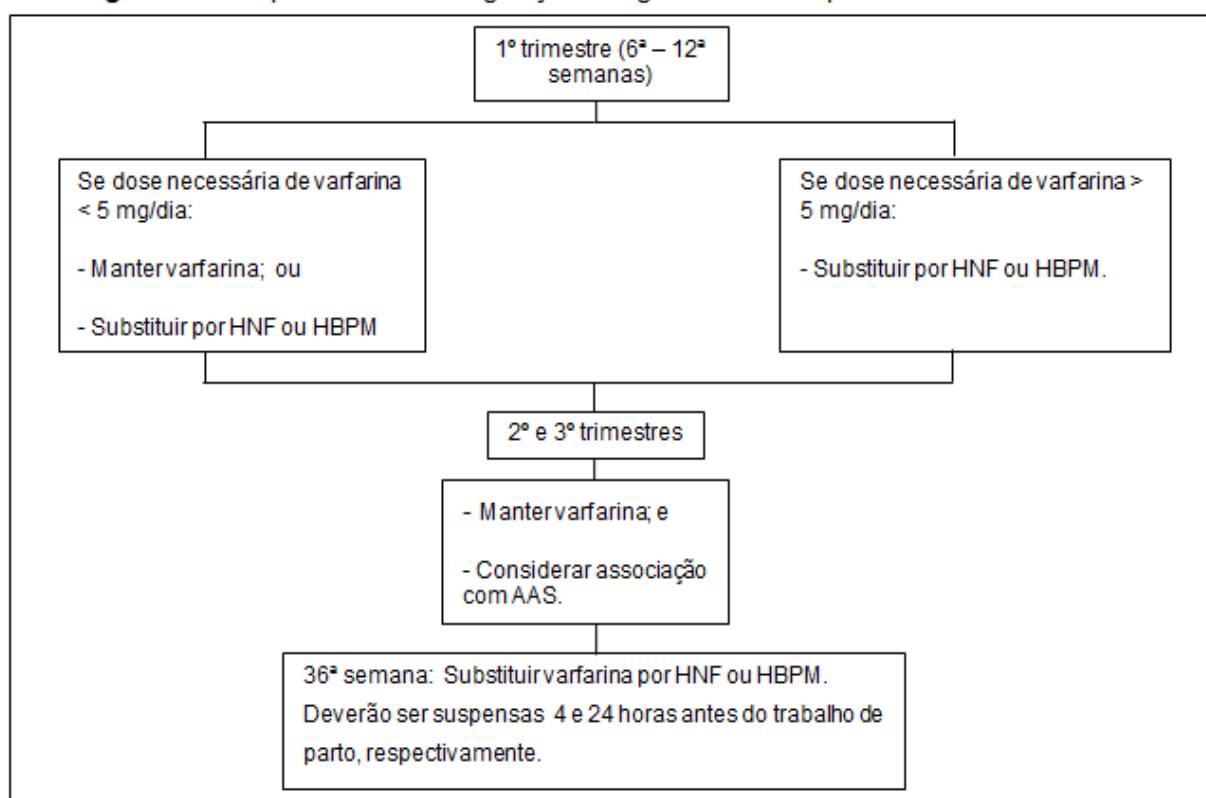 1º trimestre (6ª – 12ª
semanas)
Se dose necessária de varfarina
< 5 mg/dia:
- Manter varfarina; ou
- Substituir por HNF ou HBPM
Se dose necessária de varfarina >
5 mg/dia:
- Substituir por HNF ou HBPM.
2º e 3º trimestres
- Manter varfarina; e
- Considerar associação
com AAS.
36ª semana: Substituir varfarina por HNF ou HBPM.
Deverão ser suspensas 4 e 24 horas antes do trabalho de
parto, respectivamente.